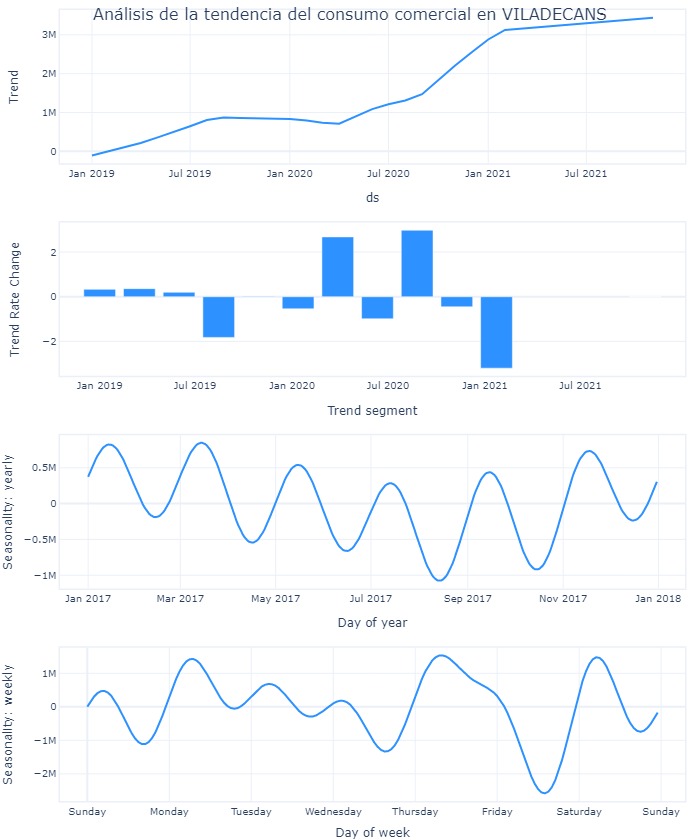 Análisis de la tendencia del consumo comercial en VILADECANS
Trend
3M
2M
1M
0
Jan 2019
Jul 2019
Jan 2020
Jul 2020
Jan 2021
Jul 2021
ds
Trend Rate Change
2
0
−2
Jan 2019
Jul 2019
Jan 2020
Jul 2020
Jan 2021
Jul 2021
Trend segment
Seasonality: yearly
0.5M
0
−0.5M
−1M
Jan 2017
Mar 2017
May 2017
Jul 2017
Sep 2017
Nov 2017
Jan 2018
Day of year
Seasonality: weekly
1M
0
−1M
−2M
Sunday
Monday
Tuesday
Wednesday
Thursday
Friday
Saturday
Sunday
Day of week